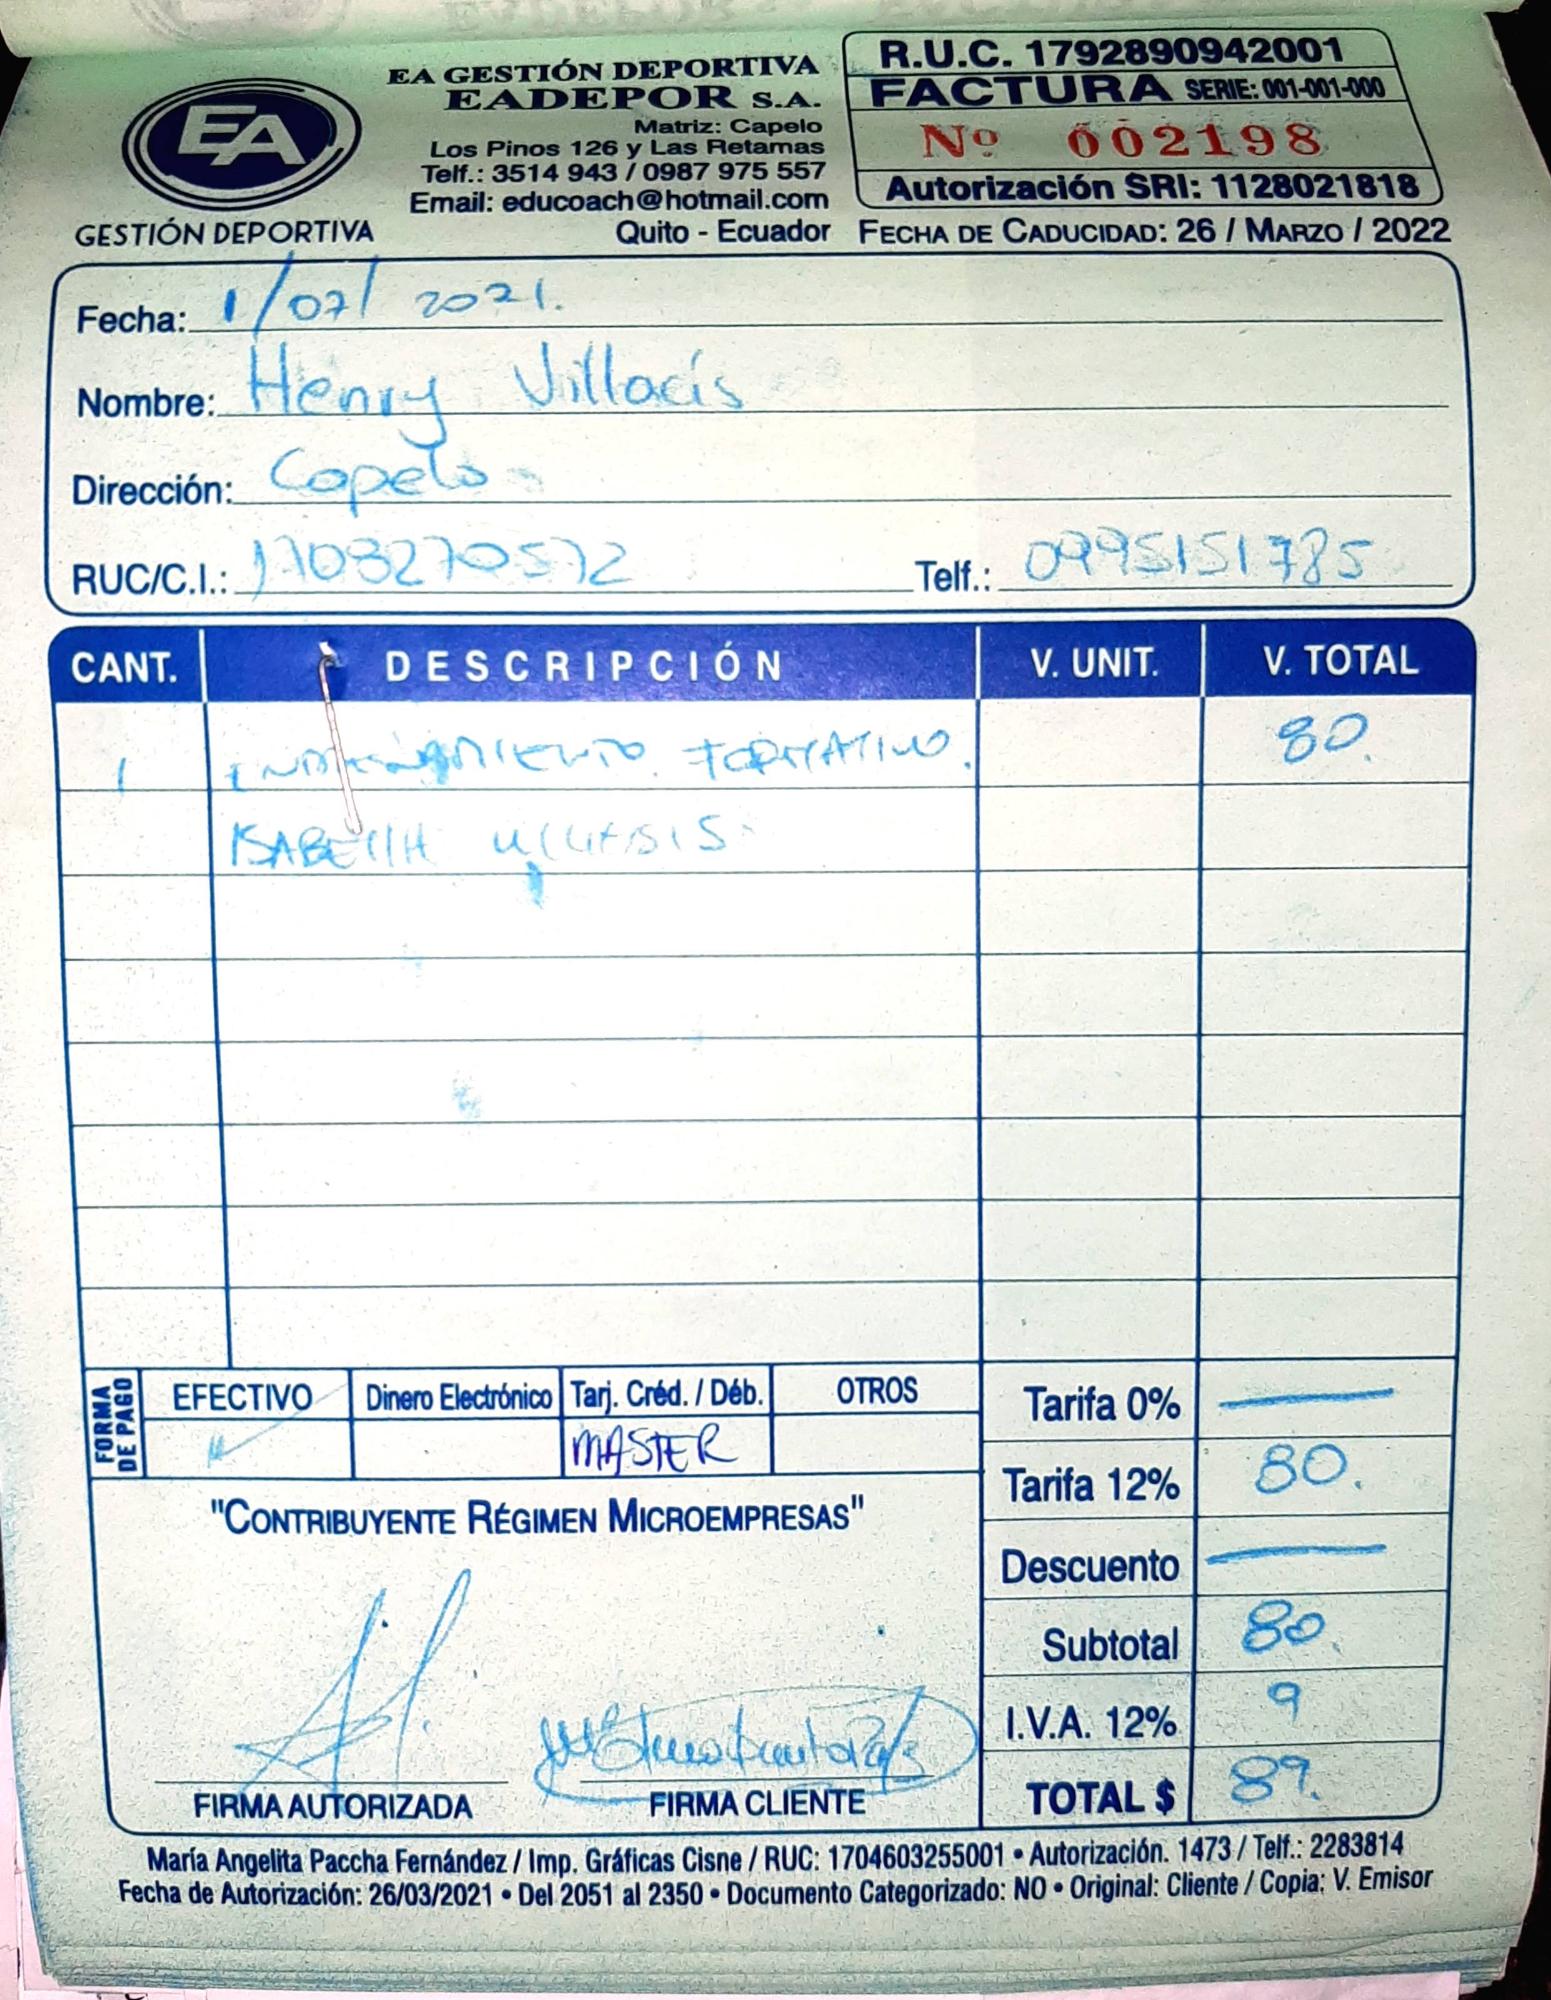 EA GESTIÓN DEPORTIVA
EADEPOR S.A.
Matriz: Capelo
Los Pinos 126 y Las Retamas
Telf.: 3514 943 / 0987 975 557
Email: educoach@hotmail.com
Quito - Ecuador
EA
GESTIÓN DEPORTIVA
R.U.C. 1792890942001
FACTURA SERIE: 001-001-000
Nº 002198
Autorización SRI: 1128021818
FECHA DE CADUCIDAD: 26 / MARZO / 2022
Fecha: 1/07/2021.
Nombre: Henry Villacís
Dirección: Capelo
RUC/C.I.: 1708270572 Telf.: 0995151785
CANT. DESCRIPCIÓN V. UNIT. V. TOTAL
1 ENTRENAMIENTO FORMATIVO. 80.
ISABELLA
FORMA DE PAGO
EFECTIVO Dinero Electrónico Tarj. Créd. / Déb. OTROS
MASTER
Tarifa 0%
Tarifa 12% 80.
Descuento
Subtotal 80.
I.V.A. 12% 9
TOTAL $ 89.
"CONTRIBUYENTE RÉGIMEN MICROEMPRESAS"
FIRMA AUTORIZADA FIRMA CLIENTE
María Angelita Paccha Fernández / Imp. Gráficas Cisne / RUC: 1704603255001 • Autorización. 1473 / Telf.: 2283814
Fecha de Autorización: 26/03/2021 • Del 2051 al 2350 • Documento Categorizado: NO • Original: Cliente / Copia: V. Emisor